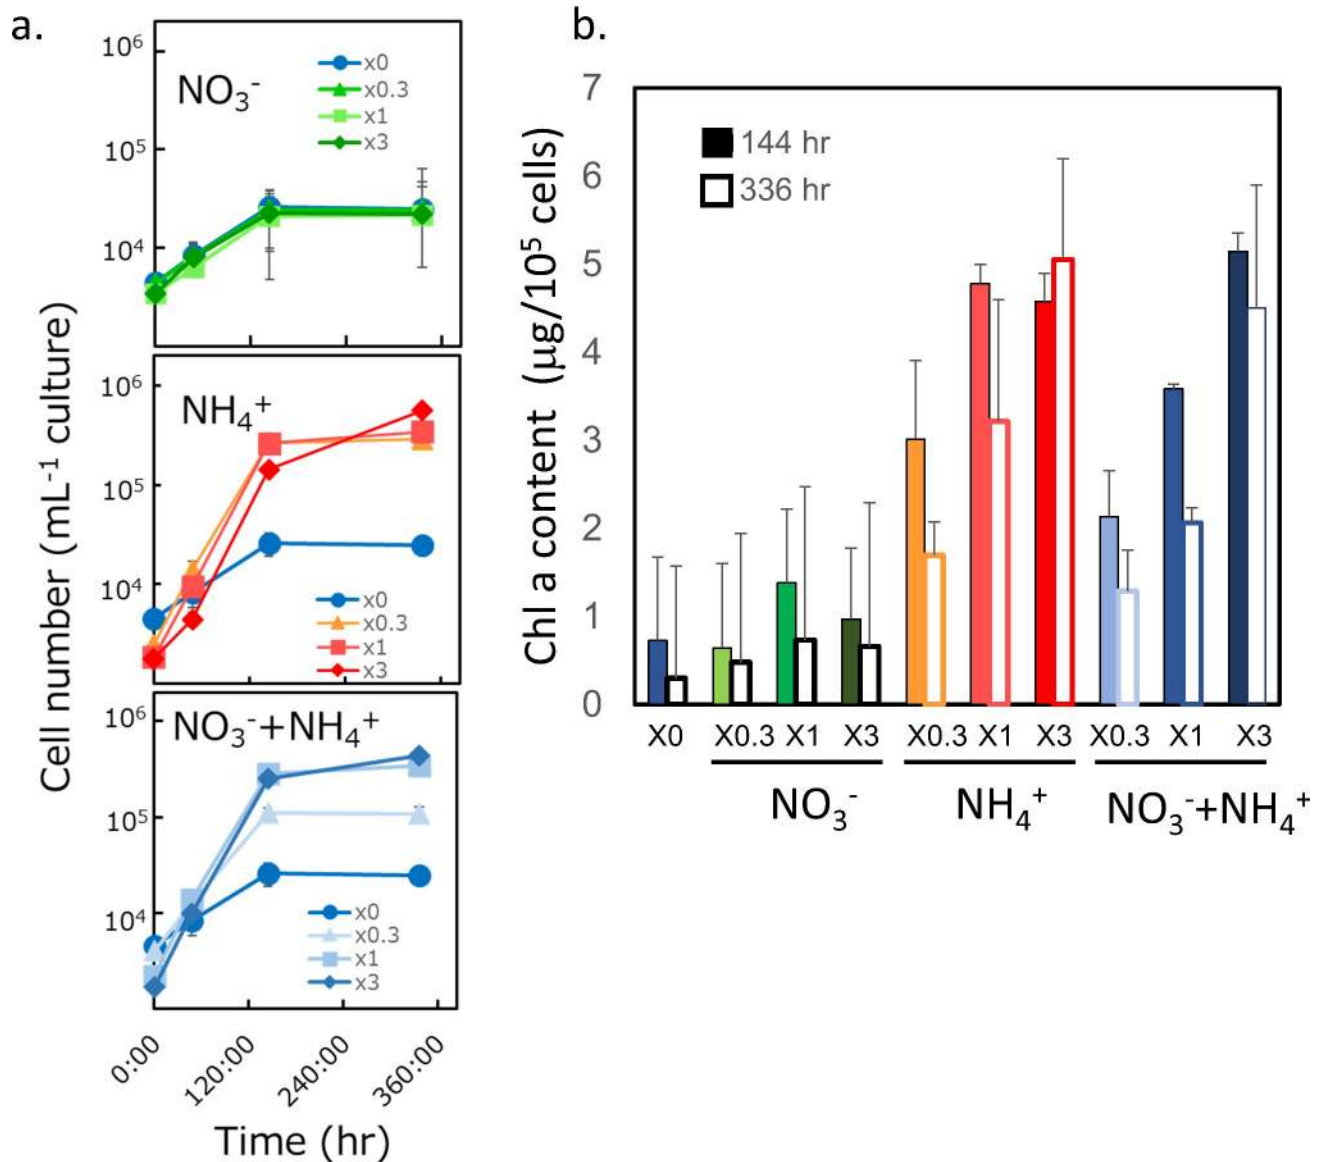 a.
Cell number (mL⁻¹ culture)
10⁶
10⁵
10⁴
NO₃⁻
x0
x0.3
x1
x3
10⁶
10⁵
10⁴
NH₄⁺
x0
x0.3
x1
x3
10⁶
10⁵
10⁴
NO₃⁻+NH₄⁺
x0
x0.3
x1
x3
0:00 120:00 240:00 360:00
Time (hr)
b.
Chl a content (μg/10⁵ cells)
7
6
5
4
3
2
1
0
144 hr
336 hr
X0 X0.3 X1 X3 X0.3 X1 X3 X0.3 X1 X3
NO₃⁻ NH₄⁺ NO₃⁻+NH₄⁺